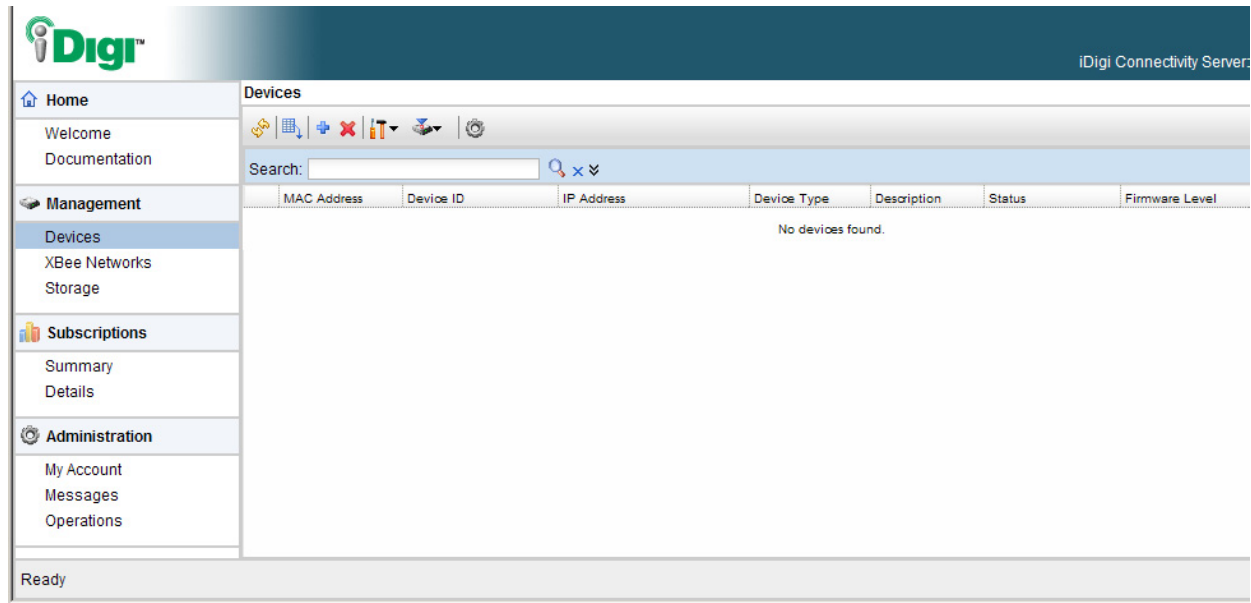 iDigi™
iDigi Connectivity Server:
Home
Welcome
Documentation
Management
Devices
XBee Networks
Storage
Subscriptions
Summary
Details
Administration
My Account
Messages
Operations
Devices
Search:
MAC Address Device ID IP Address Device Type Description Status Firmware Level
No devices found.
Ready